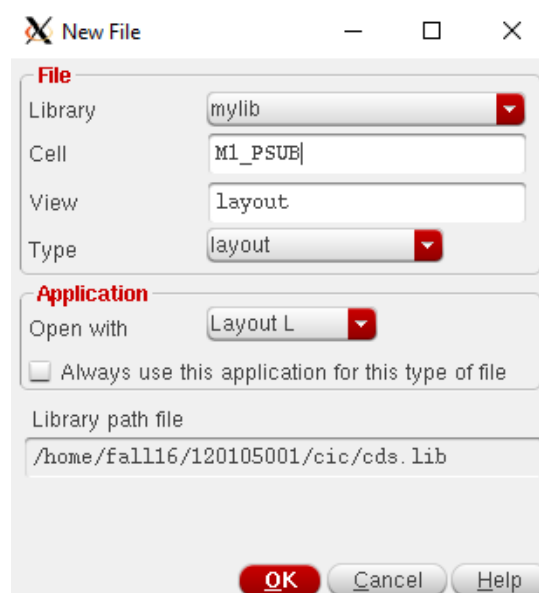 New File
File
Library mylib
Cell M1_PSUB
View layout
Type layout
Application
Open with Layout L
Always use this application for this type of file
Library path file
/home/fall16/120105001/cic/cds.lib
OK Cancel Help